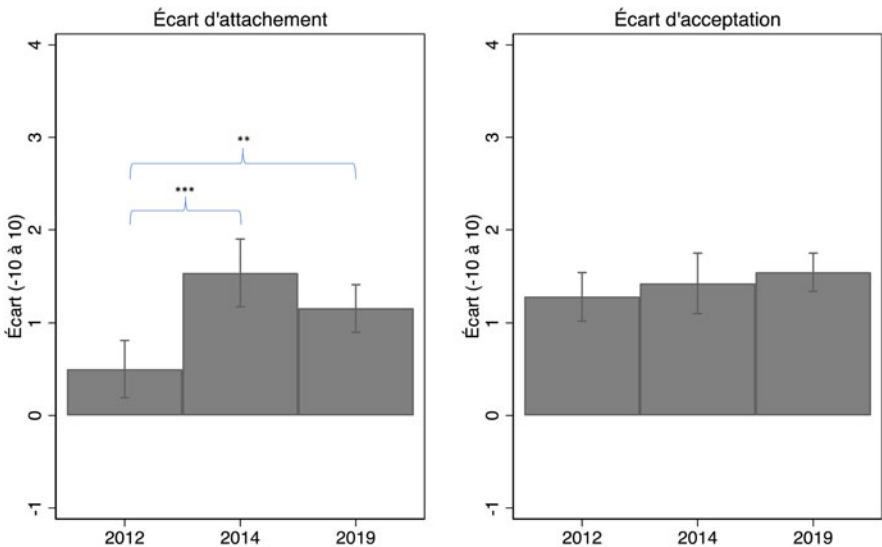 Écart d'attachement
Écart (-10 à 10)
4
3
2
1
0
-1
**
***
2012 2014 2019
Écart d'acceptation
Écart (-10 à 10)
4
3
2
1
0
-1
2012 2014 2019